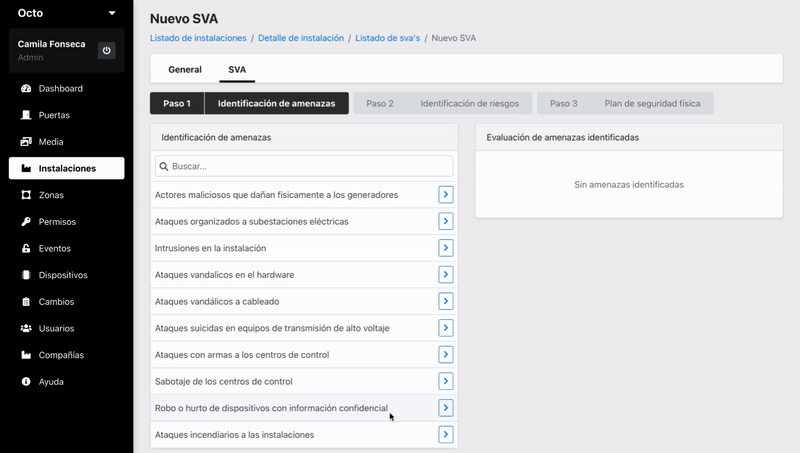 Octo
Camila Fonseca
Admin
Dashboard
Puertas
Media
Instalaciones
Zonas
Permisos
Eventos
Dispositivos
Cambios
Usuarios
Compañías
Ayuda
Nuevo SVA
Listado de instalaciones / Detalle de instalación / Listado de sva's / Nuevo SVA
General SVA
Paso 1 Identificación de amenazas Paso 2 Identificación de riesgos Paso 3 Plan de seguridad física
Identificación de amenazas
Buscar...
Actores maliciosos que dañan fisicamente a los generadores
Ataques organizados a subestaciones eléctricas
Intrusiones en la instalación
Ataques vandalicos en el hardware
Ataques vandálicos a cableado
Ataques suicidas en equipos de transmisión de alto voltaje
Ataques con armas a los centros de control
Sabotaje de los centros de control
Robo o hurto de dispositivos con información confidencial
Ataques incendiarios a las instalaciones
Evaluación de amenazas identificadas
Sin amenazas identificadas